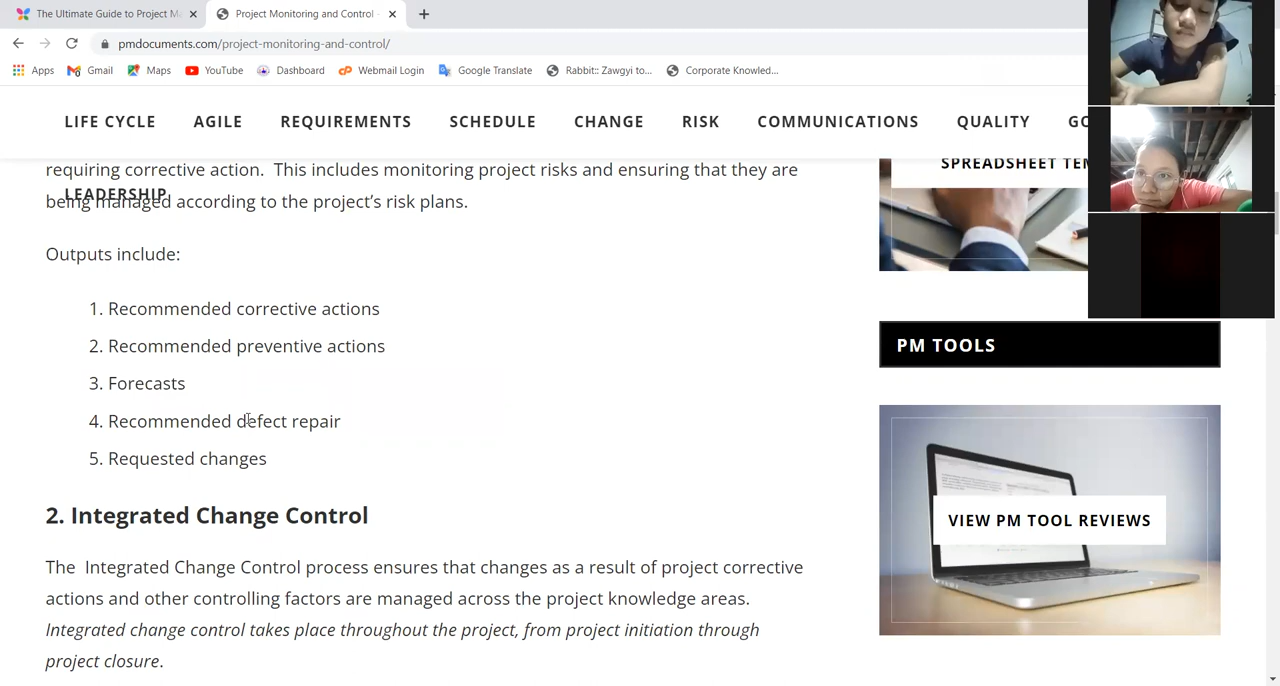 The Ultimate Guide to Project M
Project Monitoring and Control -
pmdocuments.com/project-monitoring-and-control/
Apps Gmail Maps YouTube Dashboard Webmail Login Google Translate Rabbit:: Zawgyi to... Corporate Knowled...
LIFE CYCLE AGILE REQUIREMENTS SCHEDULE CHANGE RISK COMMUNICATIONS QUALITY
LEADERSHIP
requiring corrective action. This includes monitoring project risks and ensuring that they are
being managed according to the project’s risk plans.
Outputs include:
1. Recommended corrective actions
2. Recommended preventive actions
3. Forecasts
4. Recommended defect repair
5. Requested changes
2. Integrated Change Control
The Integrated Change Control process ensures that changes as a result of project corrective
actions and other controlling factors are managed across the project knowledge areas.
Integrated change control takes place throughout the project, from project initiation through
project closure.
SPREADSHEET
PM TOOLS
VIEW PM TOOL REVIEWS